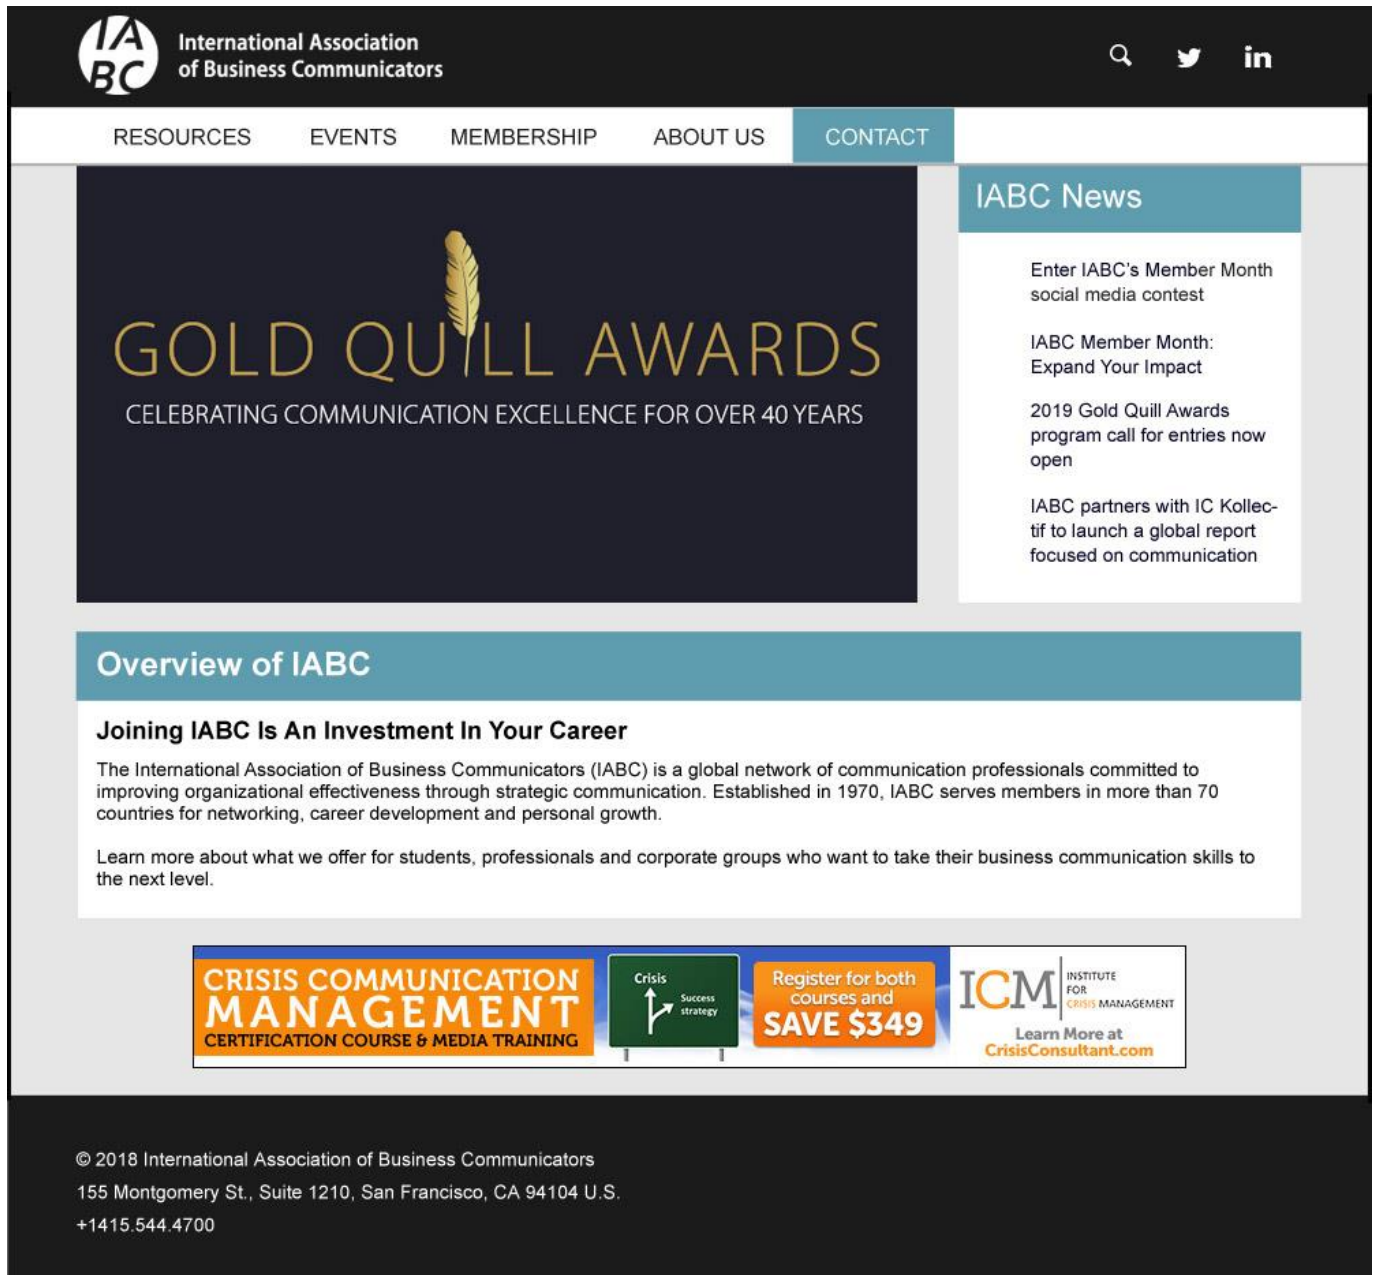 IA
BC
International Association
of Business Communicators
in
RESOURCES EVENTS MEMBERSHIP ABOUT US CONTACT
GOLD QUILL AWARDS
CELEBRATING COMMUNICATION EXCELLENCE FOR OVER 40 YEARS
IABC News
Enter IABC's Member Month
social media contest
IABC Member Month:
Expand Your Impact
2019 Gold Quill Awards
program call for entries now
open
IABC partners with IC Kollec-
tif to launch a global report
focused on communication
Overview of IABC
Joining IABC Is An Investment In Your Career
The International Association of Business Communicators (IABC) is a global network of communication professionals committed to
improving organizational effectiveness through strategic communication. Established in 1970, IABC serves members in more than 70
countries for networking, career development and personal growth.
Learn more about what we offer for students, professionals and corporate groups who want to take their business communication skills to
the next level.
CRISIS COMMUNICATION
MANAGEMENT
CERTIFICATION COURSE & MEDIA TRAINING
Crisis
Success
strategy
Register for both
courses and
SAVE $349
ICM
INSTITUTE
FOR
CRISIS MANAGEMENT
Learn More at
CrisisConsultant.com
© 2018 International Association of Business Communicators
155 Montgomery St., Suite 1210, San Francisco, CA 94104 U.S.
+1415.544.4700